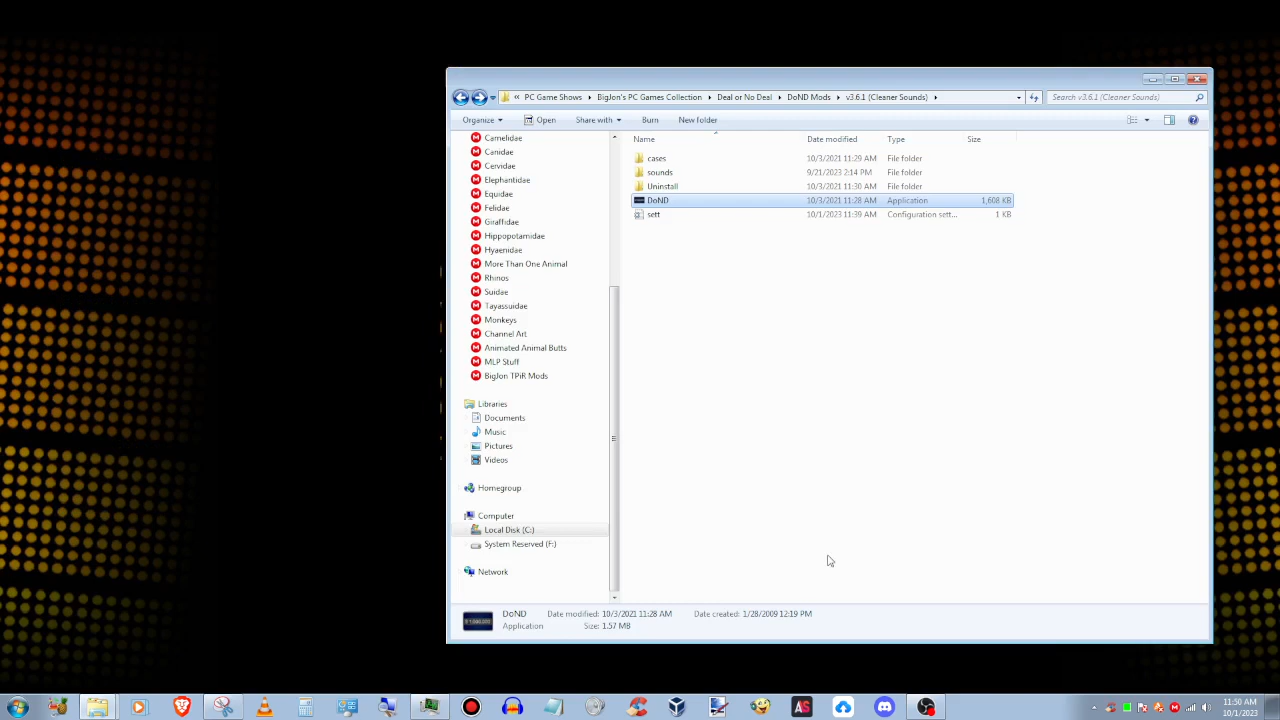 « PC Game Shows ▸ BigJon's PC Games Collection ▸ Deal or No Deal ▸ DoND Mods ▸ v3.6.1 (Cleaner Sounds) ▸ Search v3.6.1 (Cleaner Sounds)
Organize Open Share with Burn New folder
Name Date modified Type Size
Camelidae
Canidae
Cervidae
Elephantidae
Equidae
Felidae
Giraffidae
Hippopotamidae
Hyaenidae
More Than One Animal
Rhinos
Suidae
Tayassuidae
Monkeys
Channel Art
Animated Animal Butts
MLP Stuff
BigJon TPiR Mods
Libraries
Documents
Music
Pictures
Videos
Homegroup
Computer
Local Disk (C:)
System Reserved (F:)
Network
cases 10/3/2021 11:29 AM File folder
sounds 9/21/2023 2:14 PM File folder
Uninstall 10/3/2021 11:30 AM File folder
DoND 10/3/2021 11:28 AM Application 1,608 KB
sett 10/1/2023 11:39 AM Configuration sett... 1 KB
DoND Date modified: 10/3/2021 11:28 AM Date created: 1/28/2009 12:19 PM
Application Size: 1.57 MB
11:50 AM
10/1/2023